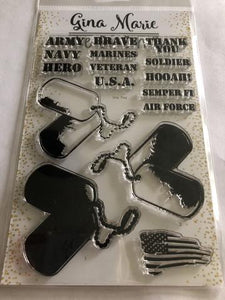 Gina Marie
ARMY
BRAVE
THANK YOU
NAVY
MARINES
SOLDIER
HERO
VETERAN
HOOAH!
U.S.A.
SEMPER FI
AIR FORCE